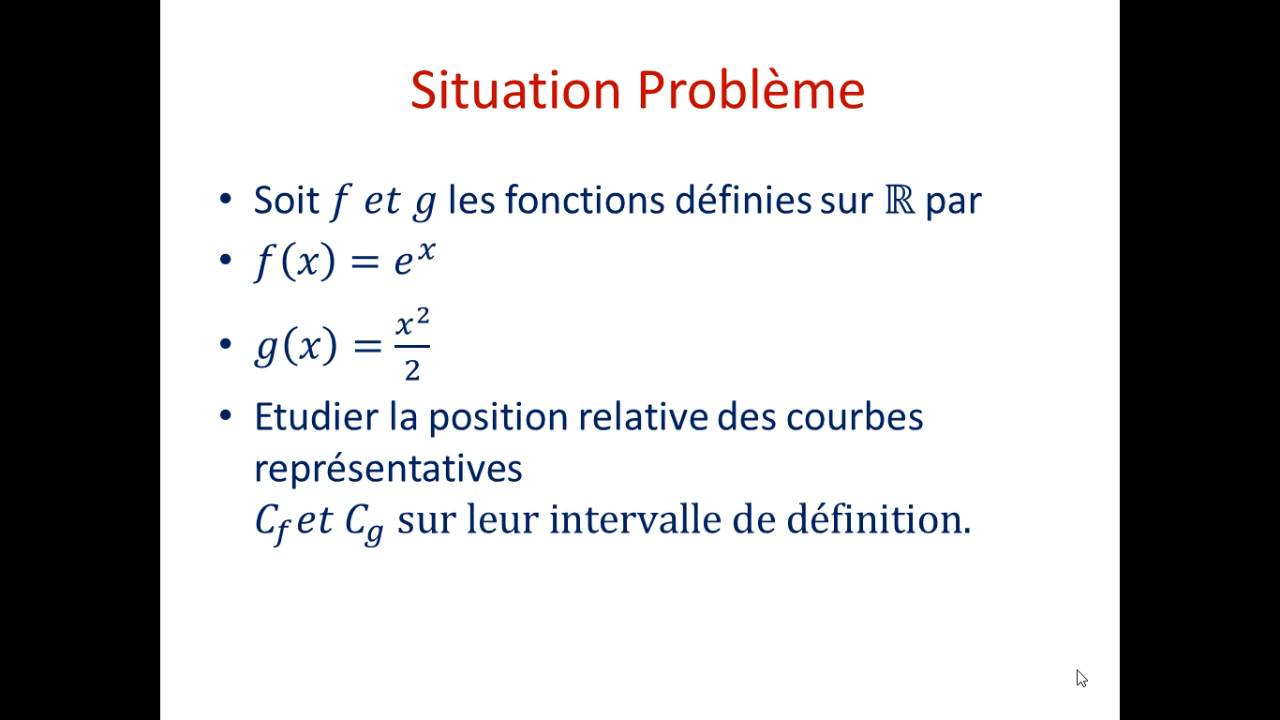 Situation Problème
• Soit 𝑓 𝑒𝑡 𝑔 les fonctions définies sur ℝ par
• 𝑓(𝑥) = 𝑒ˣ
• 𝑔(𝑥) = 𝑥²/2
• Etudier la position relative des courbes
représentatives
𝐶_𝑓 𝑒𝑡 𝐶_𝑔 sur leur intervalle de définition.